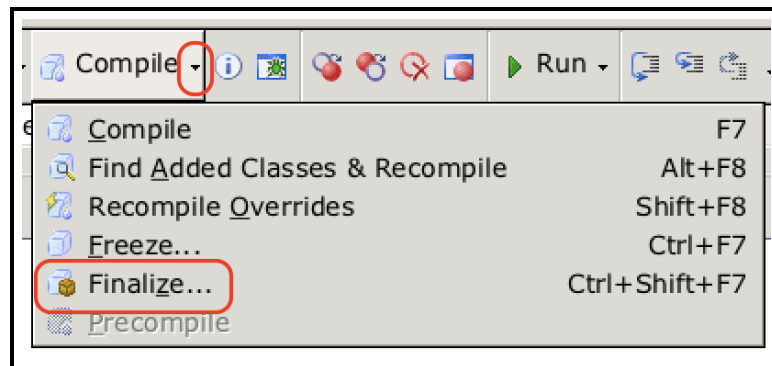 Compile Run
e
Compile F7
Find Added Classes & Recompile Alt+F8
Recompile Overrides Shift+F8
Freeze... Ctrl+F7
Finalize... Ctrl+Shift+F7
Precompile